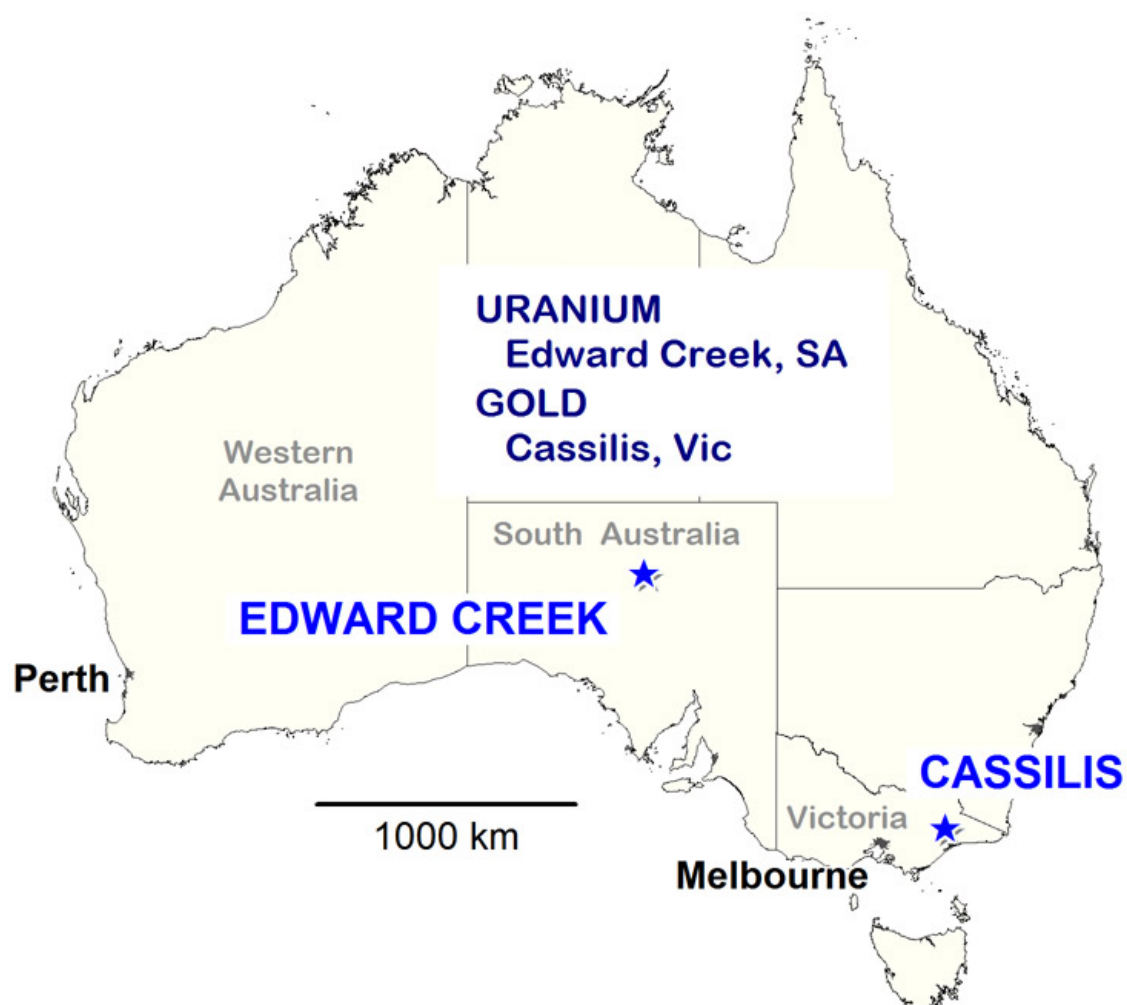 URANIUM
Edward Creek, SA
GOLD
Cassilis, Vic
Western
Australia
South Australia
EDWARD CREEK
Perth
CASSILIS
1000 km
Victoria
Melbourne